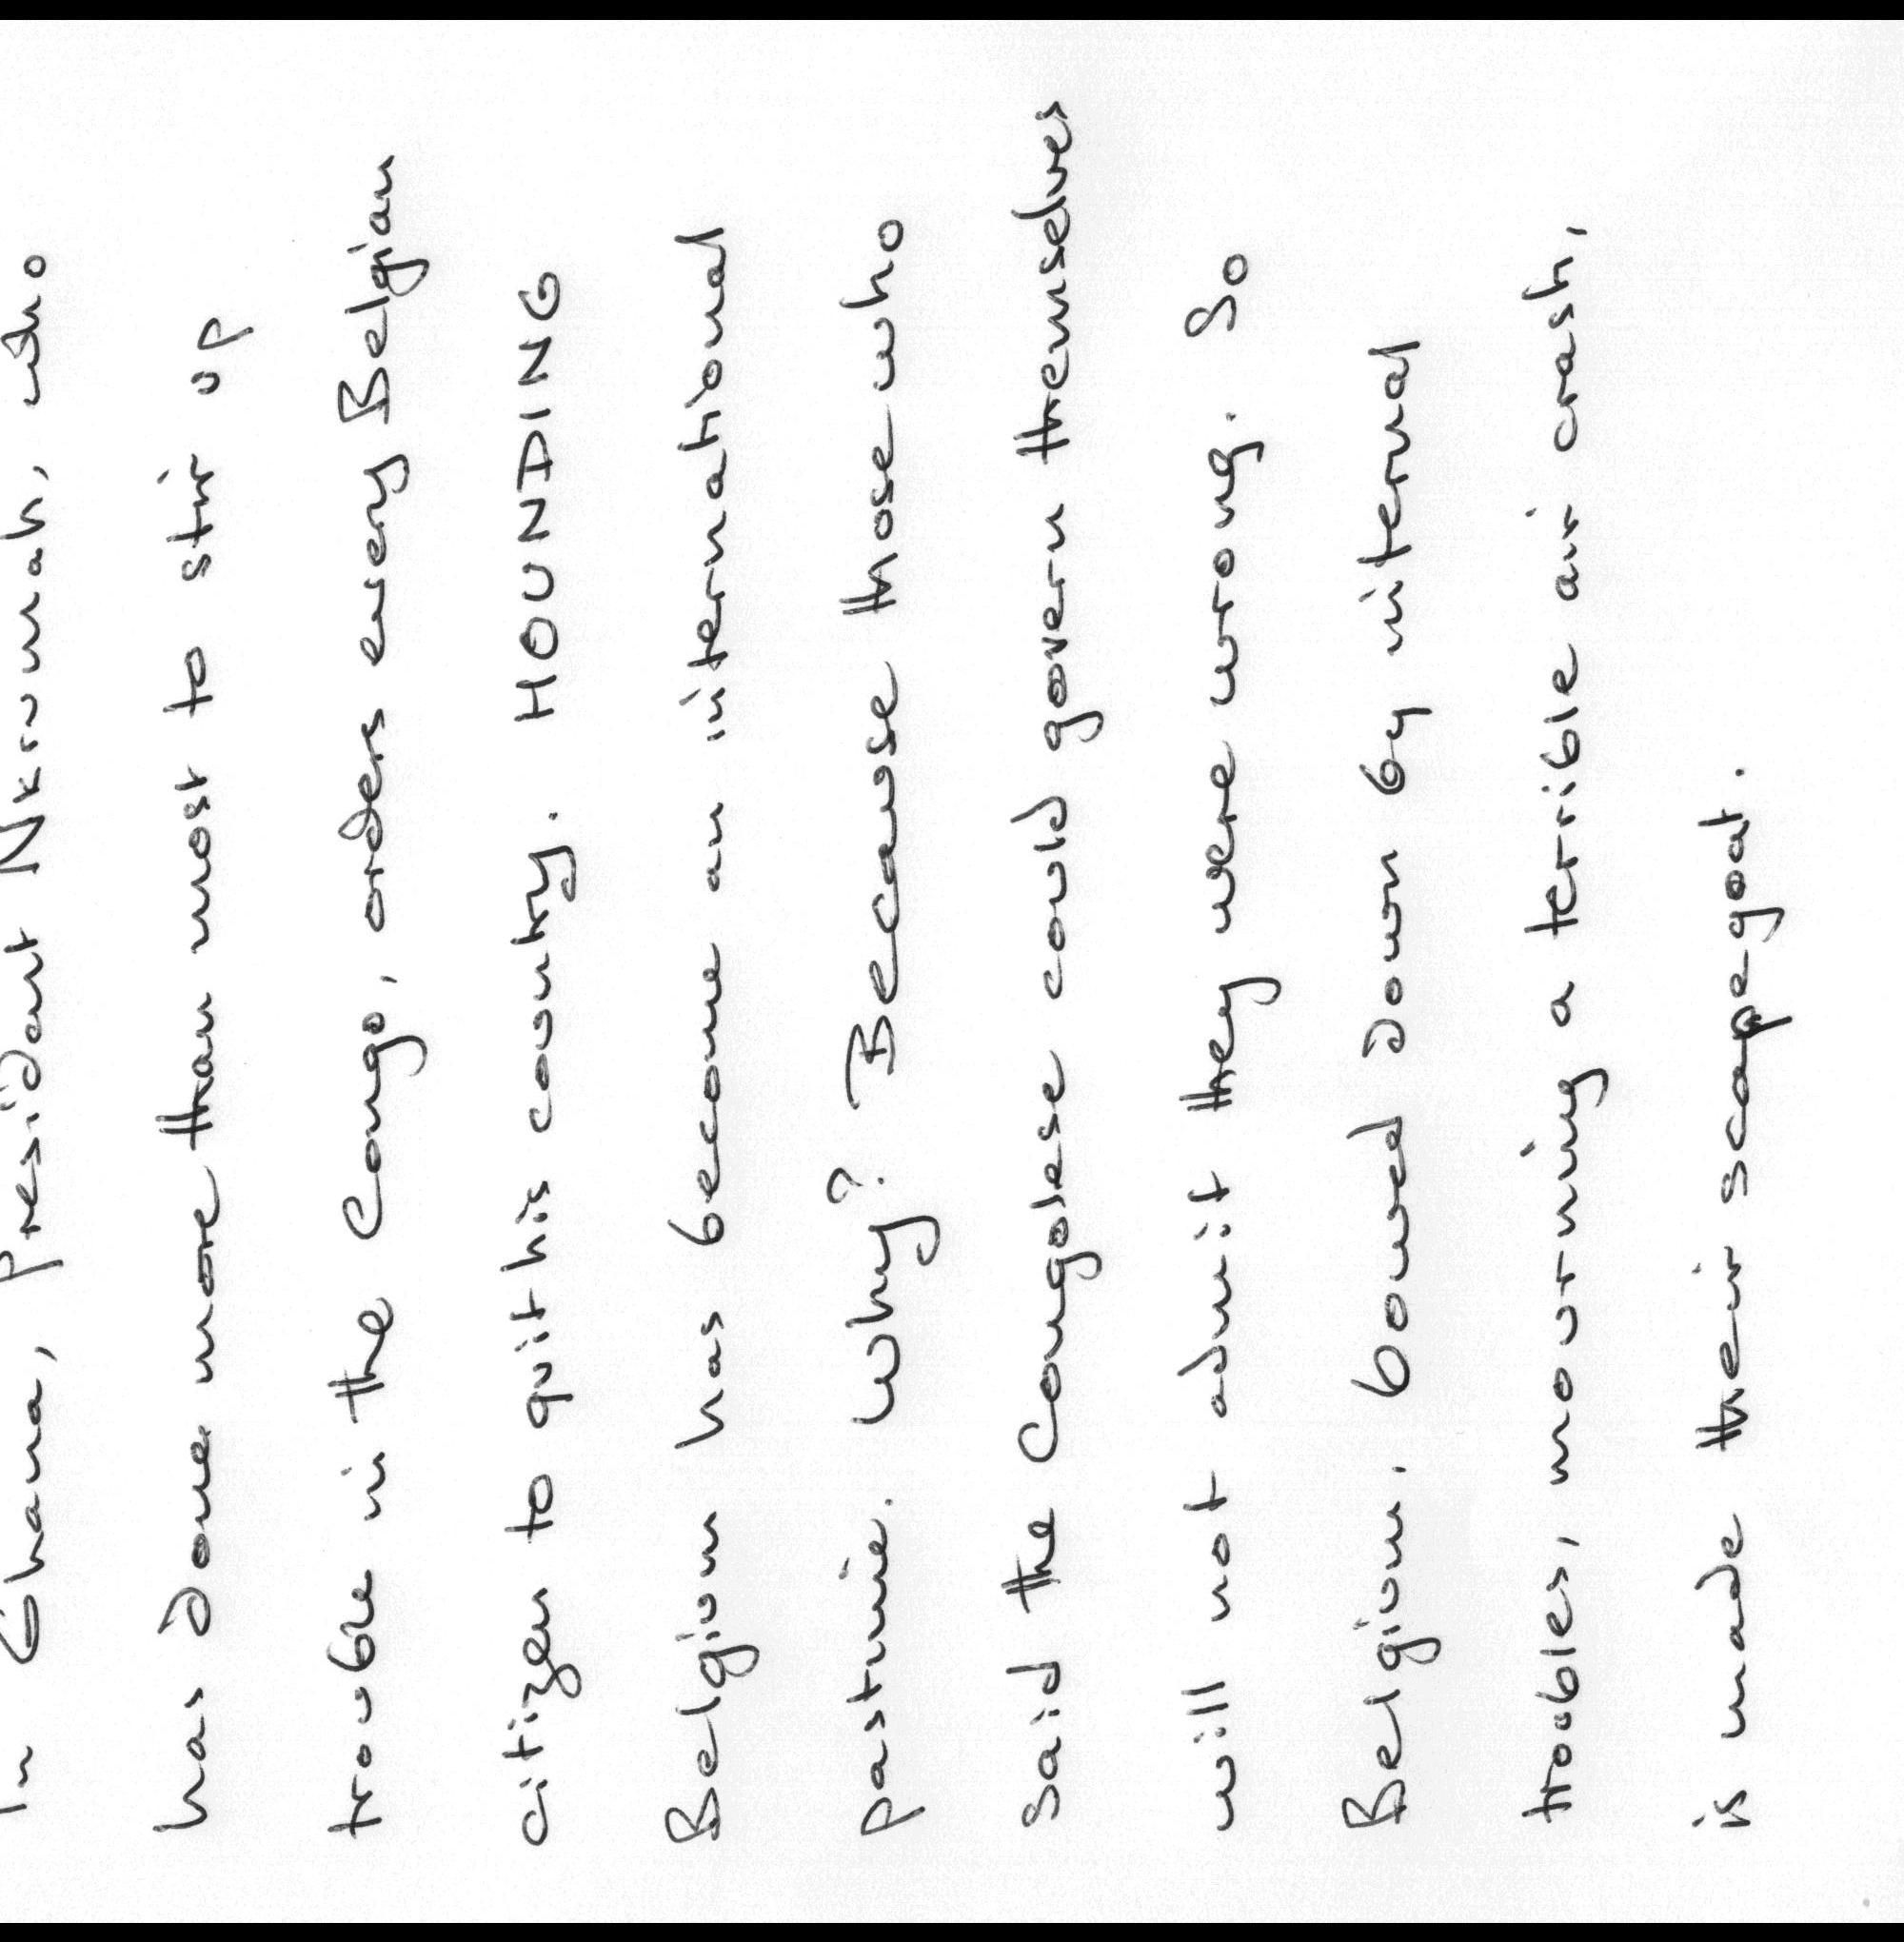 In Ghana, President Nkrumah, who
has done more than most to stir up
trouble in the Congo, orders every Belgian
citizen to quit his country. HOUNDING
Belgium has become an international
pastime. Why? Because those who
said the Congolese could govern themselves
will not admit they were wrong. So
Belgium, bowed down by internal
troubles, mourning a terrible air crash,
is made their scapegoat.